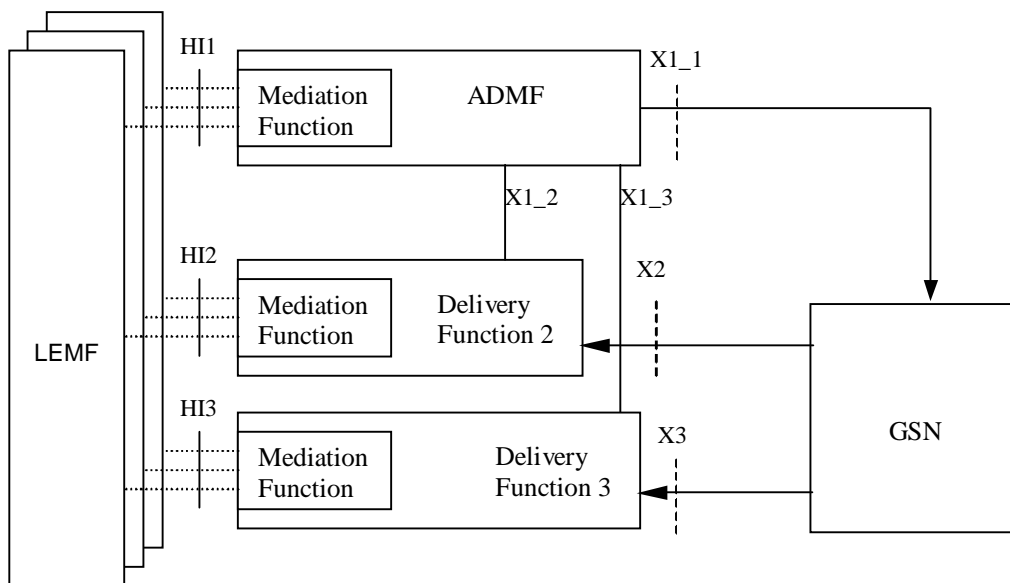 HI1
X1_1
Mediation
Function
ADMF
X1_2
X1_3
HI2
X2
Mediation
Function
Delivery
Function 2
LEMF
HI3
X3
GSN
Mediation
Function
Delivery
Function 3